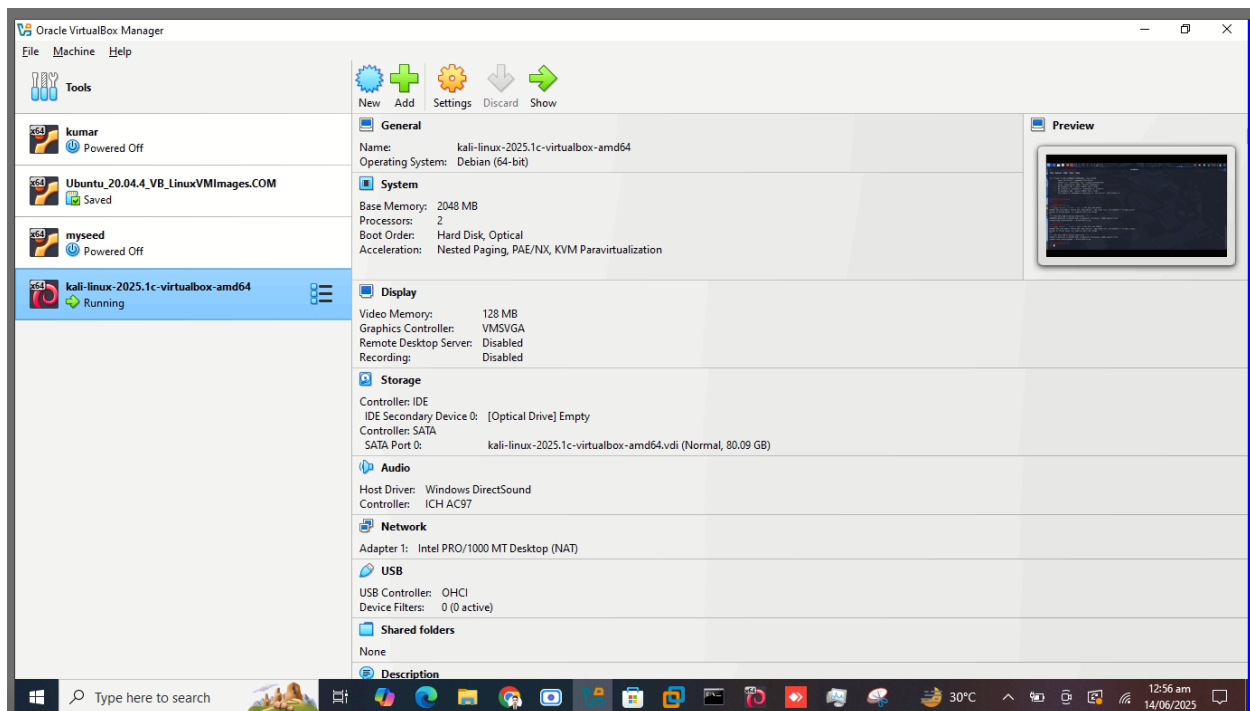 Oracle VirtualBox Manager
File Machine Help
Tools
New Add Settings Discard Show
x64 kumar
Powered Off
x64 Ubuntu_20.04.4_VB_LinuxVMImages.COM
Saved
x64 myseed
Powered Off
x64 kali-linux-2025.1c-virtualbox-amd64
Running
General
Name: kali-linux-2025.1c-virtualbox-amd64
Operating System: Debian (64-bit)
System
Base Memory: 2048 MB
Processors: 2
Boot Order: Hard Disk, Optical
Acceleration: Nested Paging, PAE/NX, KVM Paravirtualization
Preview
Display
Video Memory: 128 MB
Graphics Controller: VMSVGA
Remote Desktop Server: Disabled
Recording: Disabled
Storage
Controller: IDE
IDE Secondary Device 0: [Optical Drive] Empty
Controller: SATA
SATA Port 0: kali-linux-2025.1c-virtualbox-amd64.vdi (Normal, 80.09 GB)
Audio
Host Driver: Windows DirectSound
Controller: ICH AC97
Network
Adapter 1: Intel PRO/1000 MT Desktop (NAT)
USB
USB Controller: OHCI
Device Filters: 0 (0 active)
Shared folders
None
Description
Type here to search
30°C
12:56 am
14/06/2025